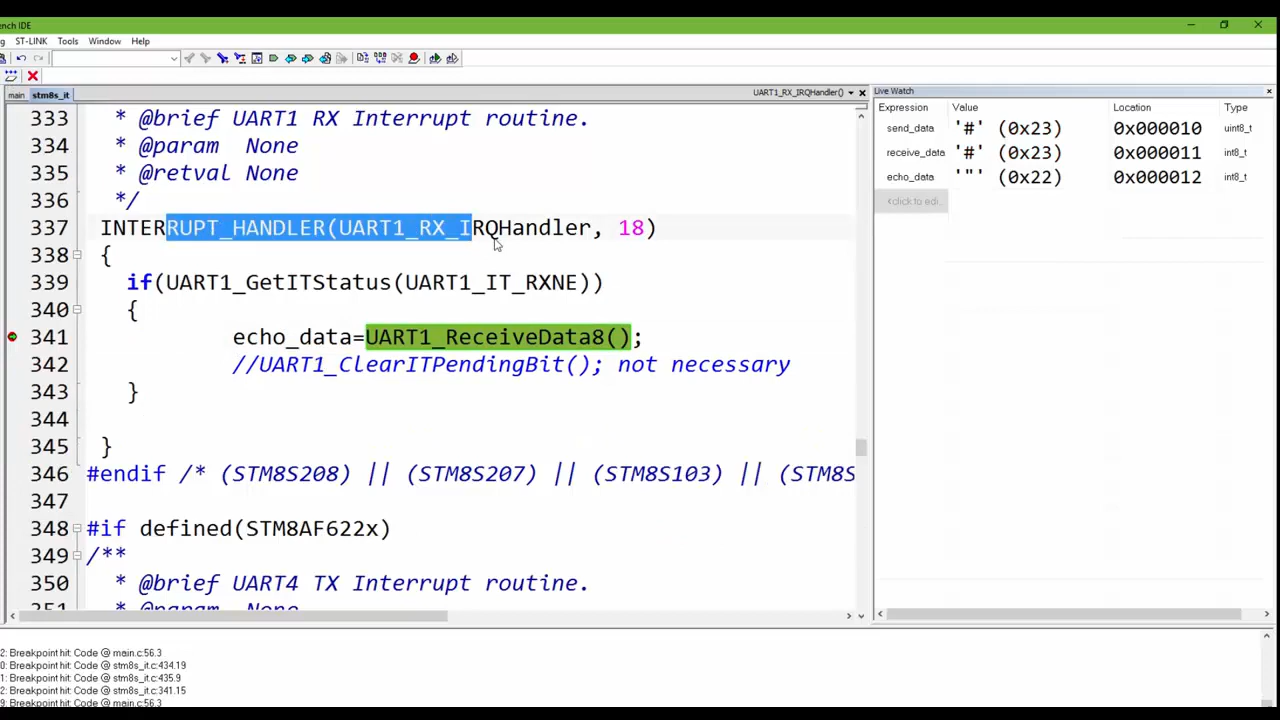 ench IDE
g ST-LINK Tools Window Help
main stm8s_it UART1_RX_IRQHandler()
333 * @brief UART1 RX Interrupt routine.
334 * @param None
335 * @retval None
336 */
337 INTERRUPT_HANDLER(UART1_RX_IRQHandler, 18)
338 {
339 if(UART1_GetITStatus(UART1_IT_RXNE))
340 {
341 echo_data=UART1_ReceiveData8();
342 //UART1_ClearITPendingBit(); not necessary
343 }
344
345 }
346 #endif /* (STM8S208) || (STM8S207) || (STM8S103) || (STM8S
347
348 #if defined(STM8AF622x)
349 /**
350 * @brief UART4 TX Interrupt routine.
351 * @param None
Live Watch
Expression Value Location Type
send_data '#' (0x23) 0x000010 uint8_t
receive_data '#' (0x23) 0x000011 int8_t
echo_data '"' (0x22) 0x000012 int8_t
<click to edi...
2: Breakpoint hit: Code @ main.c:56.3
0: Breakpoint hit: Code @ stm8s_it.c:434.19
1: Breakpoint hit: Code @ stm8s_it.c:435.9
2: Breakpoint hit: Code @ stm8s_it.c:341.15
9: Breakpoint hit: Code @ main.c:56.3